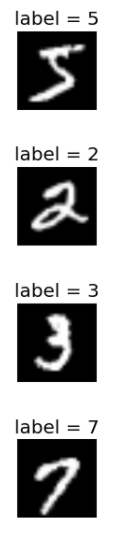 label = 5
5
label = 2
2
label = 3
3
label = 7
7